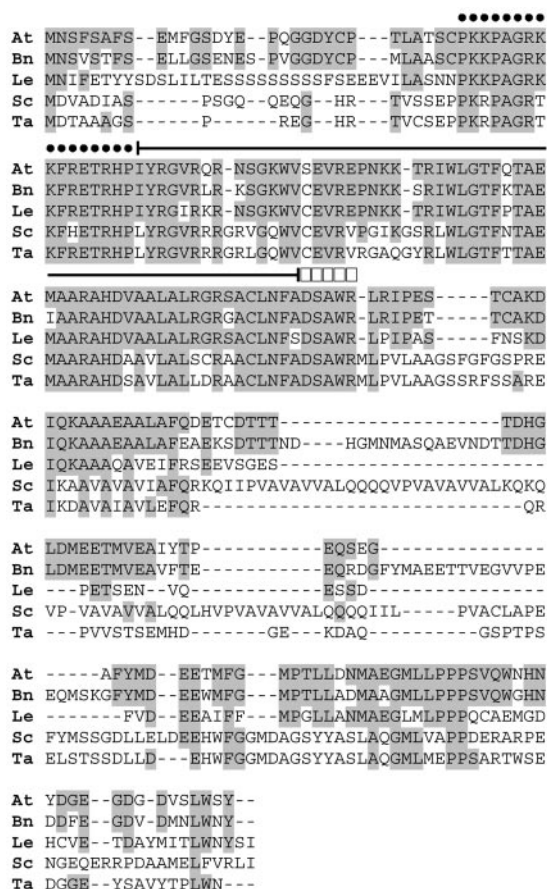 At MNSFSAFS---EMFGSDYE-PQGGDYCP---TLATSCPKKPAGRK
Bn MNSVSTFS---ELLGSENES-PVGGDYCP---MLAASCPKKPAGRK
Le MNIFETYYSDSLILTESSSSSSSSSFSEEEVILASNNPKKPAGRK
Sc MDVADIAS------PSGQ-QEQG-HR---TVSSEPPKRPAGRT
Ta MDTAAAGS------P----REG-HR---TVCSEPPKRPAGRT
At KFRETRHPIYRGVRQR-NSGKWVSEVREPNKK-TRIWLGTFQTAE
Bn KFRETRHPIYRGVRLR-KSGKWVCEVREPNKK-SRIWLGTFKTAE
Le KFRETRHPIYRGIRKR-NSGKWVCEVREPNKK-TRIWLGTFPTAE
Sc KFHETRHPLYRGVRRRGRVGQWVCEVRVPGIKGSRLWLGTFNTAE
Ta KFRETRHPLYRGVRRRGRLGQWVCEVRVRGAQGYRLWLGTFTTAE
At MAARAHDVAALALRGRSACLNFADSAWR-LRIPES-----TCAKD
Bn IAARAHDVAALALRGRGACLNFADSAWR-LRIPET-----TCAKD
Le MAARAHDVAALALRGRSACLNFSDSAWR-LPIPAS-----FNSKD
Sc MAARAHDAAVLALSCRAACLNFADSAWRMLPVLAAGSFGFGSPRE
Ta MAARAHDSAVLALLDRAACLNFADSAWRMLPVLAAGSSRFSSARE
At IQKAAAEAALAFQDETCDTTT--------------------TDHG
Bn IQKAAAEAALAFEAEKSDTTTND----HGMNMASQAEVNDTTDHG
Le IQKAAAQAVEIFRSEEVSGES------------------------
Sc IKAAVAVAVIAFQRKQIIPVAVAVVALQQQQVPVAVAVVALKQKQ
Ta IKDAVAIAVLEFQR-----------------------------QR
At LDMEETMVEAIYTP-----------EQSEG---------------
Bn LDMEETMVEAVFTE-----------EQRDGFYMAEETTVEGVVPE
Le ---PETSEN--VQ------------ESSD----------------
Sc VP-VAVAVVALQQLHVPVAVAVVALQQQQIIL-----PVACLAPE
Ta ---PVVSTSEMHD-------GE---KDAQ--------GSPTPS
At -----AFYMD--EETMFG---MPTLLDNMAEGMLLPPPSVQWNHN
Bn EQMSKGFYMD--EEWMFG---MPTLLADMAAGMLLPPPSVQWGHN
Le -------FVD--EEAIFF---MPGLLANMAEGLMLPPPQCAEMGD
Sc FYMSSGDLLELDEEHWFGGMDAGSYYASLAQGMLVAPPDERARPE
Ta ELSTSSDLLD---EHWFGGMDAGSYYASLAQGMLMEPPSARTWSE
At YDGE--GDG-DVSLWSY--
Bn DDFE--GDV-DMNLWNY--
Le HCVE--TDAYMITLWNYSI
Sc NGEQERRPDAAMELFVRLI
Ta DGGE--YSAVYTPLWN---